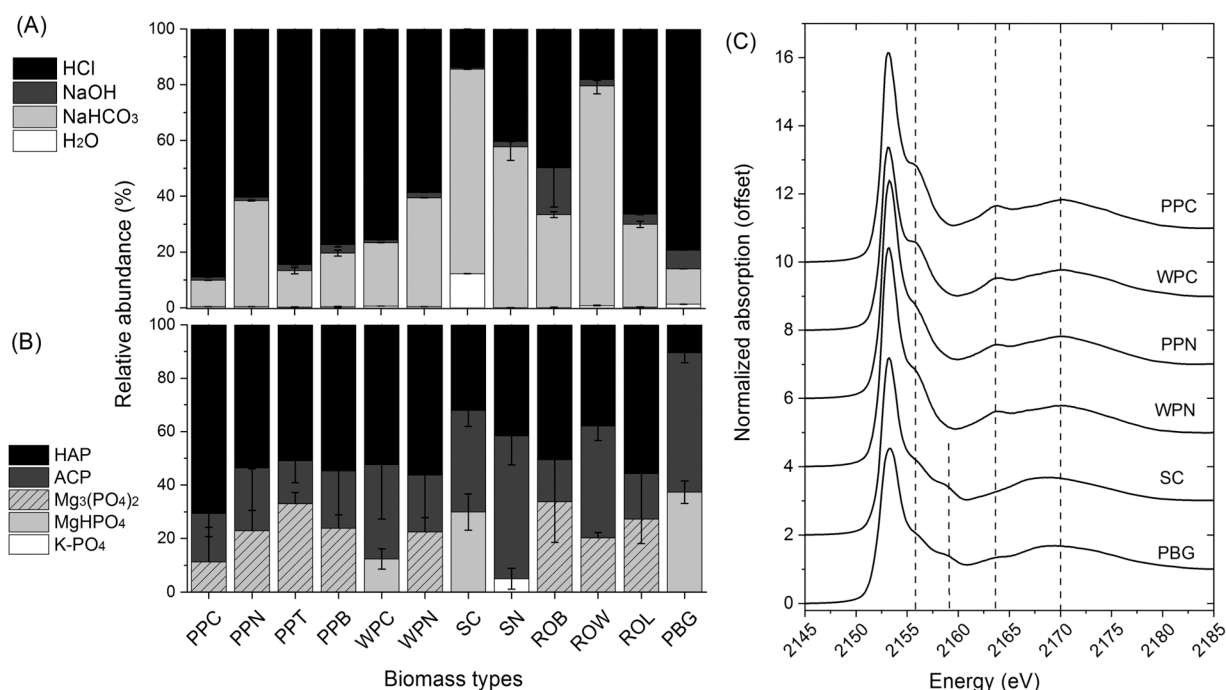 (A)
HCl
NaOH
NaHCO₃
H₂O
100
80
60
40
20
0
(B)
HAP
ACP
Mg₃(PO₄)₂
MgHPO₄
K-PO₄
100
80
60
40
20
0
Relative abundance (%)
PPC PPN PPT PPB WPC WPN SC SN ROB ROW ROL PBG
Biomass types
(C)
16
14
12
10
8
6
4
2
0
Normalized absorption (offset)
PPC
WPC
PPN
WPN
SC
PBG
2145 2150 2155 2160 2165 2170 2175 2180 2185
Energy (eV)